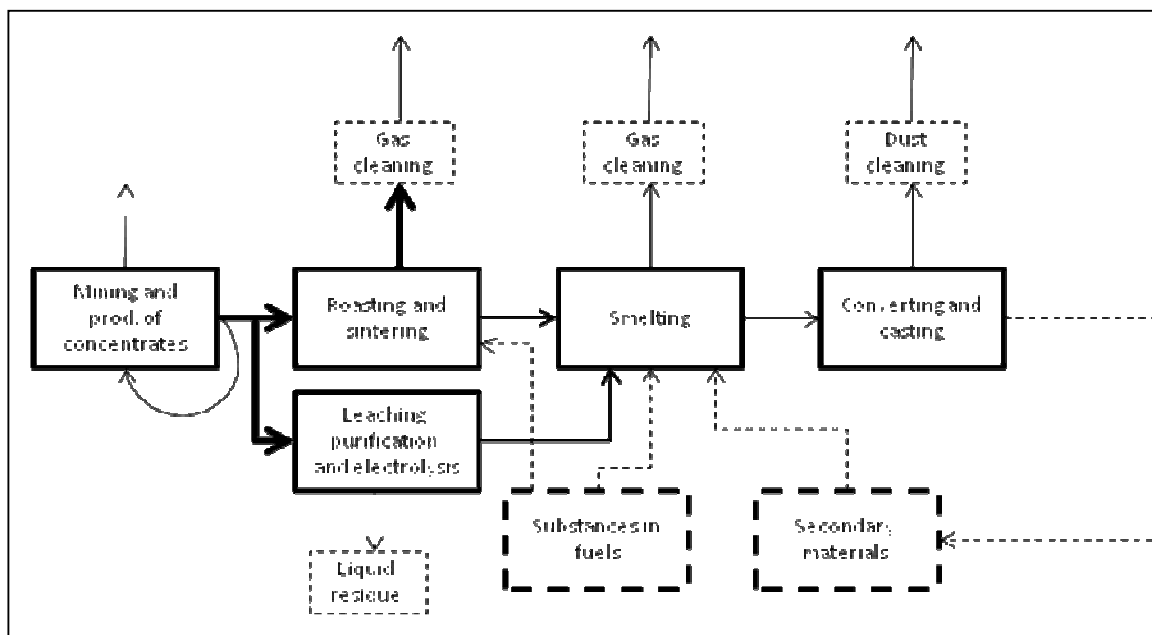 Gas
cleaning
Gas
cleaning
Dust
cleaning
Mining and
prod. of
concentrates
Roasting and
sintering
Smelting
Converting and
casting
Leaching
purification
and electrolysis
Substances in
fuels
Secondary
materials
Liquid
residue